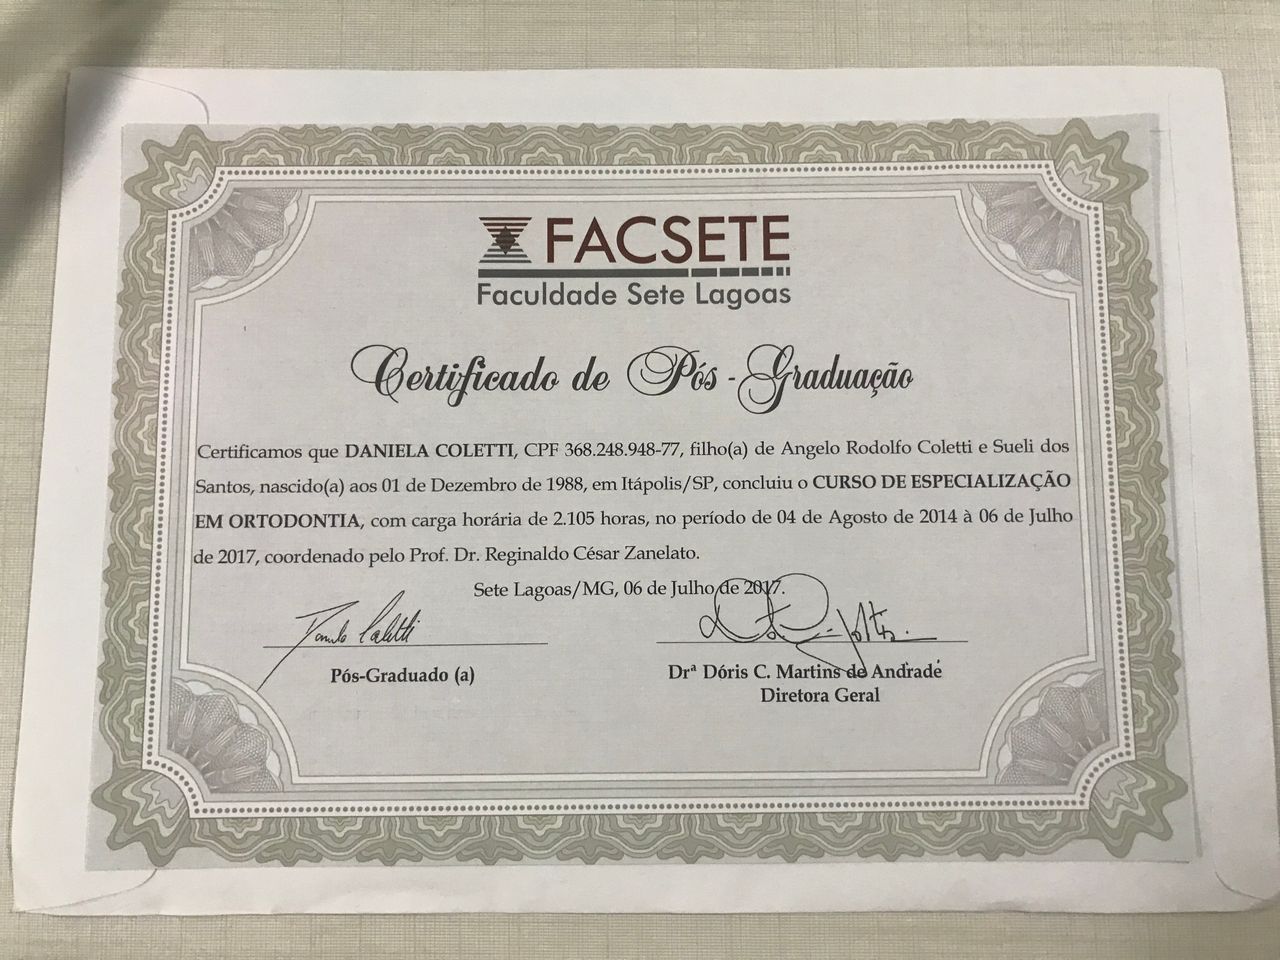 FACSETE
Faculdade Sete Lagoas
Certificado de Pós - Graduação
Certificamos que DANIELA COLETTI, CPF 368.248.948-77, filho(a) de Angelo Rodolfo Coletti e Sueli dos
Santos, nascido(a) aos 01 de Dezembro de 1988, em Itápolis/SP, concluiu o CURSO DE ESPECIALIZAÇÃO
EM ORTODONTIA, com carga horária de 2.105 horas, no período de 04 de Agosto de 2014 à 06 de Julho
de 2017, coordenado pelo Prof. Dr. Reginaldo César Zanelato.
Sete Lagoas/MG, 06 de Julho de 2017.
Pós-Graduado (a)
Drª Dóris C. Martins de Andrade
Diretora Geral